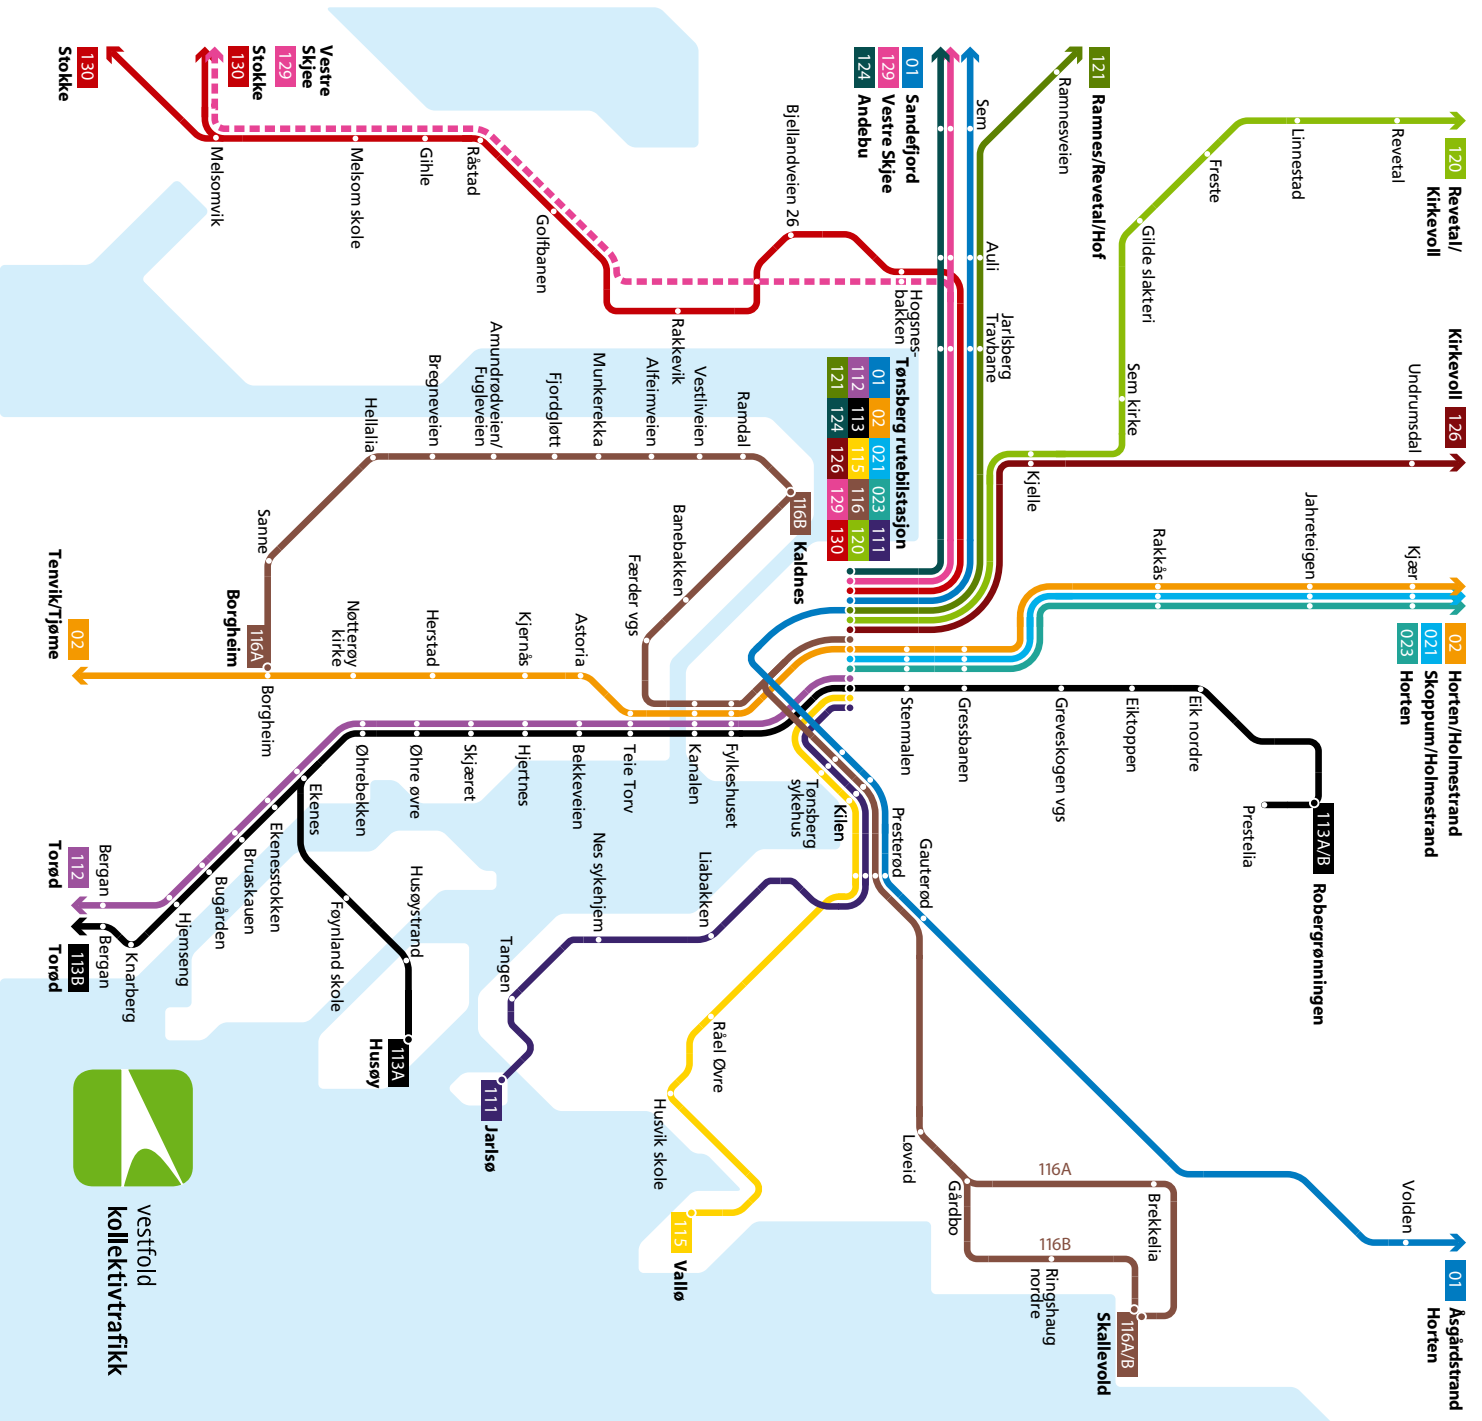 120
Revetal/
Kirkevoll
Revetal
Linnestad
Freste
Gilde slakteri
Sem kirke
Kirkevoll
126
Undrumsdal
Kjelle
Kjær
Jahreteigen
Rakkås
02
Horten/Holmestrand
021
Skoppum/Holmestrand
023
Horten
121
Ramnes/Revetal/Hof
Ramnesveien
Sem
Auli
Jarlsberg
Travbane
01
Sandefjord
129
Vestre Skjee
124
Andebu
Bjellandveien 26
Hogsnes-
bakken
Rakkevik
Golfbanen
Råstad
Gihle
Melsom skole
Melsomvik
Vestre
Skjee
129
Stokke
130
130
Stokke
Tønsberg rutebilstasjon
01
02
021
023
111
112
113
115
116
120
121
124
126
129
130
Stenmalen
Gressbanen
Greveskogen vgs
Eiktoppen
Eik nordre
Prestelia
113A/B
Robergrønningen
116B
Kaldnes
Ramdal
Vestliveien
Alfeimveien
Munkerekka
Fjordgløtt
Amundrødveien/
Fugleveien
Bregneveien
Hellalia
Sanne
Borgheim
116A
Banebakken
Færder vgs
Astoria
Kjernås
Herstad
Nøtterøy
kirke
Borgheim
Tenvik/Tjøme
02
Fylkeshuset
Kanalen
Teie Torv
Bekkeveien
Hjertnes
Skjæret
Øhre øvre
Øhrebekken
Ekenes
Ekenesstokken
Bruaskauen
Bugården
Hjemseng
Knarberg
Bergan
Bergan
112
Torød
113B
Torød
Føynland skole
Husøystrand
113A
Husøy
Tønsberg
sykehus
Kilen
Presterød
Gauterød
Liabakken
Nes sykehjem
Tangen
111
Jarlsø
Råel Øvre
Husvik skole
115
Vallø
Løveid
Gårdbo
116A
Brekkelia
116B
Ringshaug
nordre
116A/B
Skallevold
Volden
01
Åsgårdstrand
Horten
vestfold
kollektivtrafikk